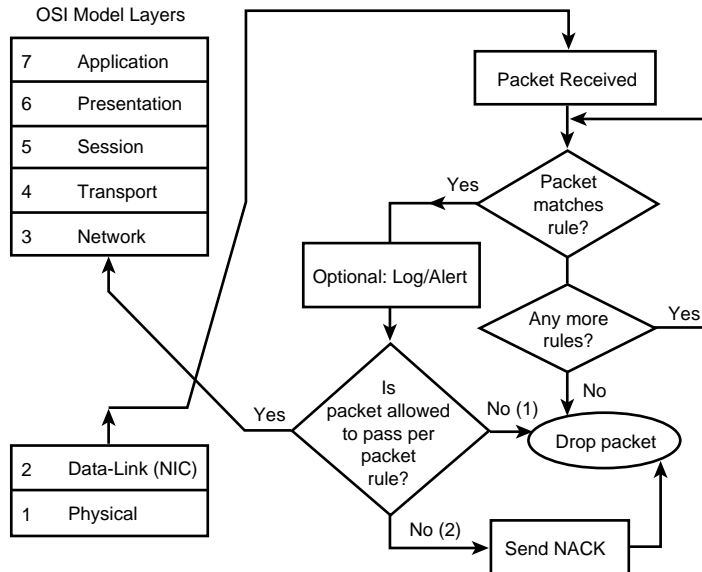 OSI Model Layers
7 Application
6 Presentation
5 Session
4 Transport
3 Network
2 Data-Link (NIC)
1 Physical
Packet Received
Packet
matches
rule?
Yes
Optional: Log/Alert
Any more
rules?
Yes
No
Is
packet allowed
to pass per
packet
rule?
Yes
No (1)
Drop packet
No (2)
Send NACK